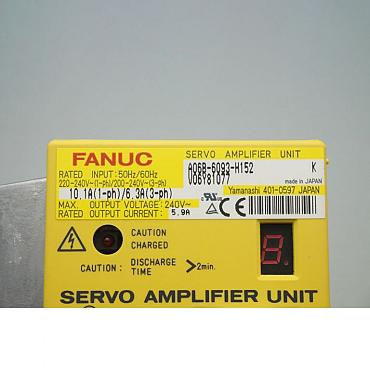 FANUC SERVO AMPLIFIER UNIT
RATED INPUT:50Hz/60Hz A06B-6093-H152 K
220-240V~(1-ph)/200-240V~(3-ph) V06Y81077 made in JAPAN
10.1A(1-ph)/6.3A(3-ph) Yamanashi 401-0597 JAPAN
MAX. OUTPUT VOLTAGE:240V~
RATED OUTPUT CURRENT: 5.9A
CAUTION
CHARGED
CAUTION : DISCHARGE TIME >2min.
8.
SERVO AMPLIFIER UNIT